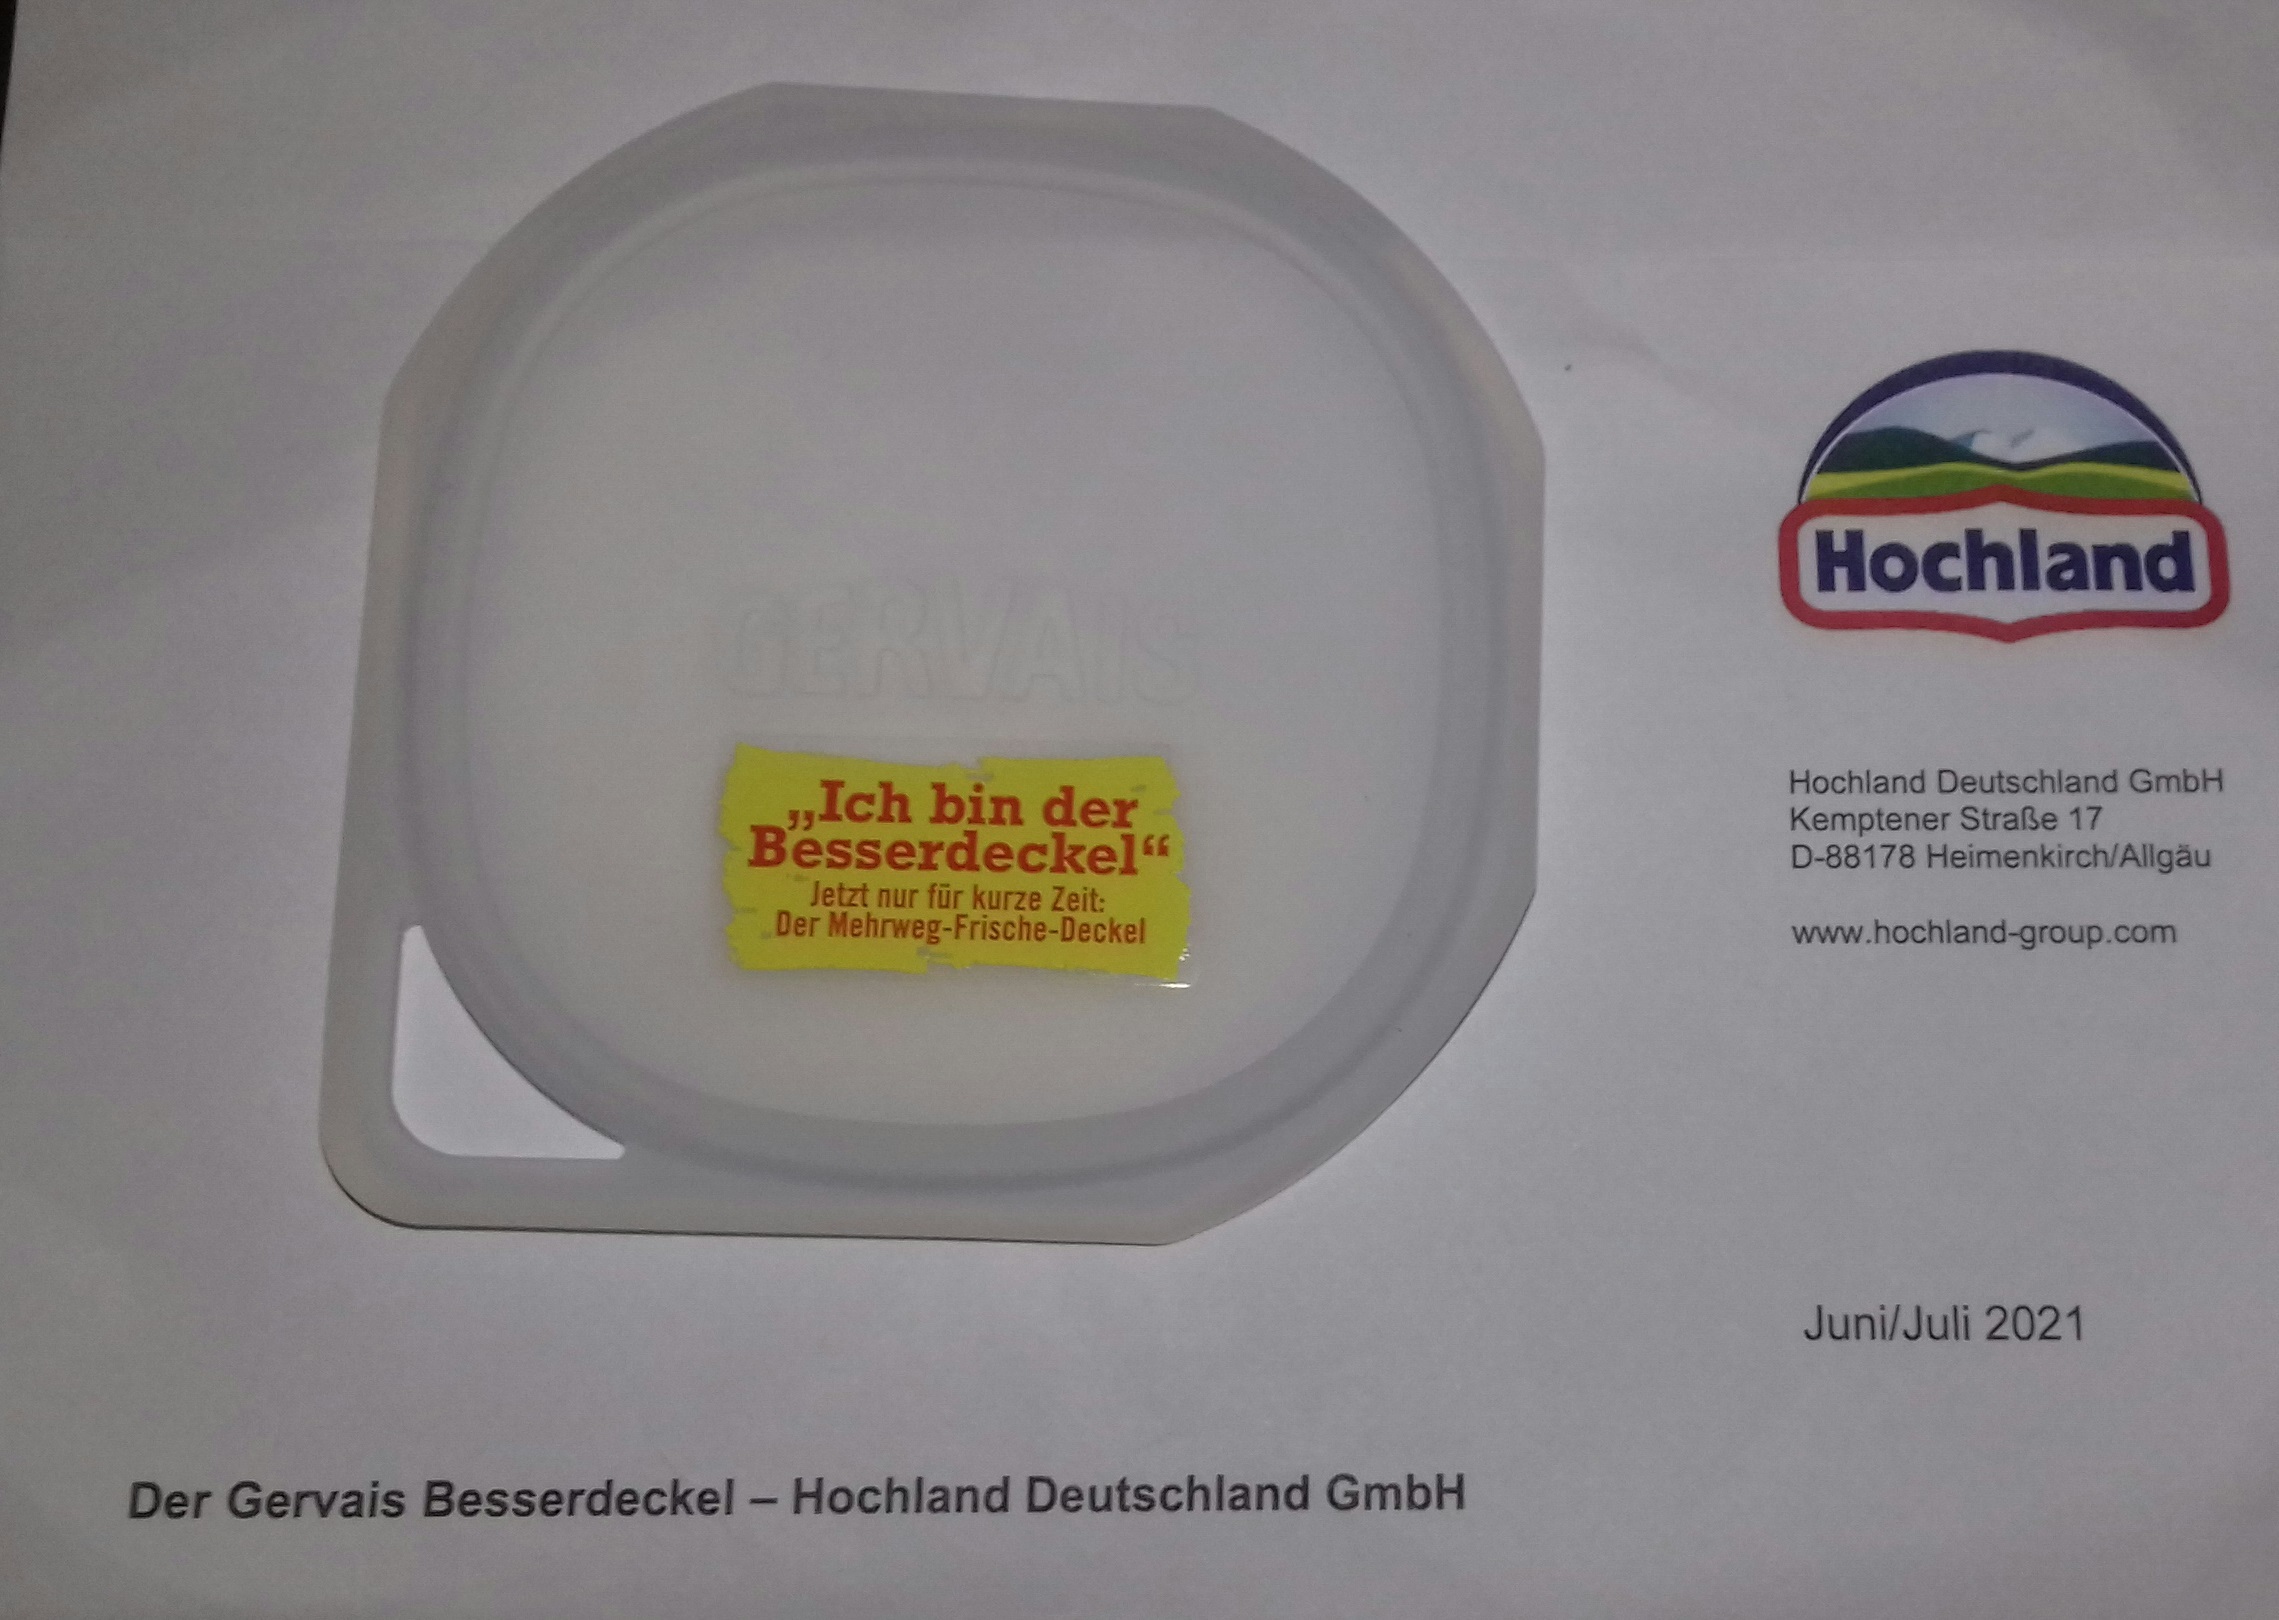 GERVAIS
„Ich bin der
Besserdeckel“
Jetzt nur für kurze Zeit:
Der Mehrweg-Frische-Deckel
Hochland
Hochland Deutschland GmbH
Kemptener Straße 17
D-88178 Heimenkirch/Allgäu
www.hochland-group.com
Juni/Juli 2021
Der Gervais Besserdeckel – Hochland Deutschland GmbH